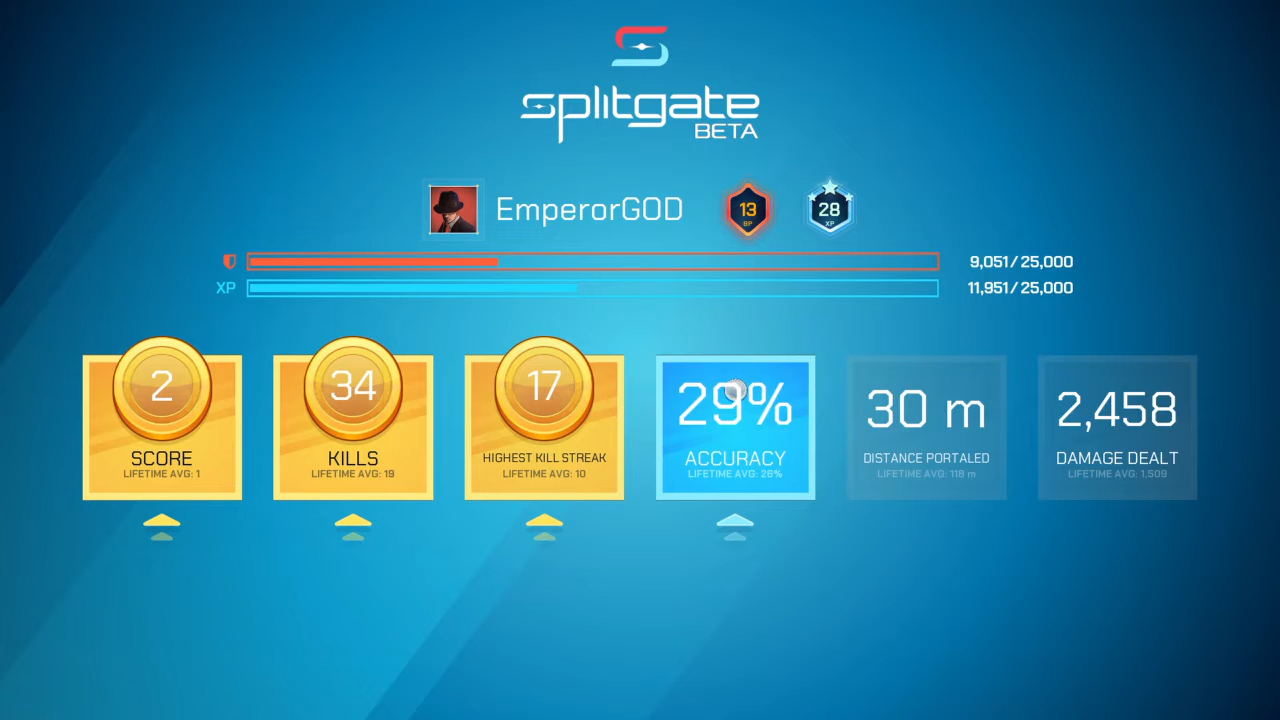 splitgate
BETA
EmperorGOD
13
BP
28
XP
9,051/25,000
XP
11,951/25,000
2
SCORE
LIFETIME AVG: 1
34
KILLS
LIFETIME AVG: 19
17
HIGHEST KILL STREAK
LIFETIME AVG: 10
29%
ACCURACY
LIFETIME AVG: 26%
30 m
DISTANCE PORTALED
LIFETIME AVG: 118 m
2,458
DAMAGE DEALT
LIFETIME AVG: 1,509